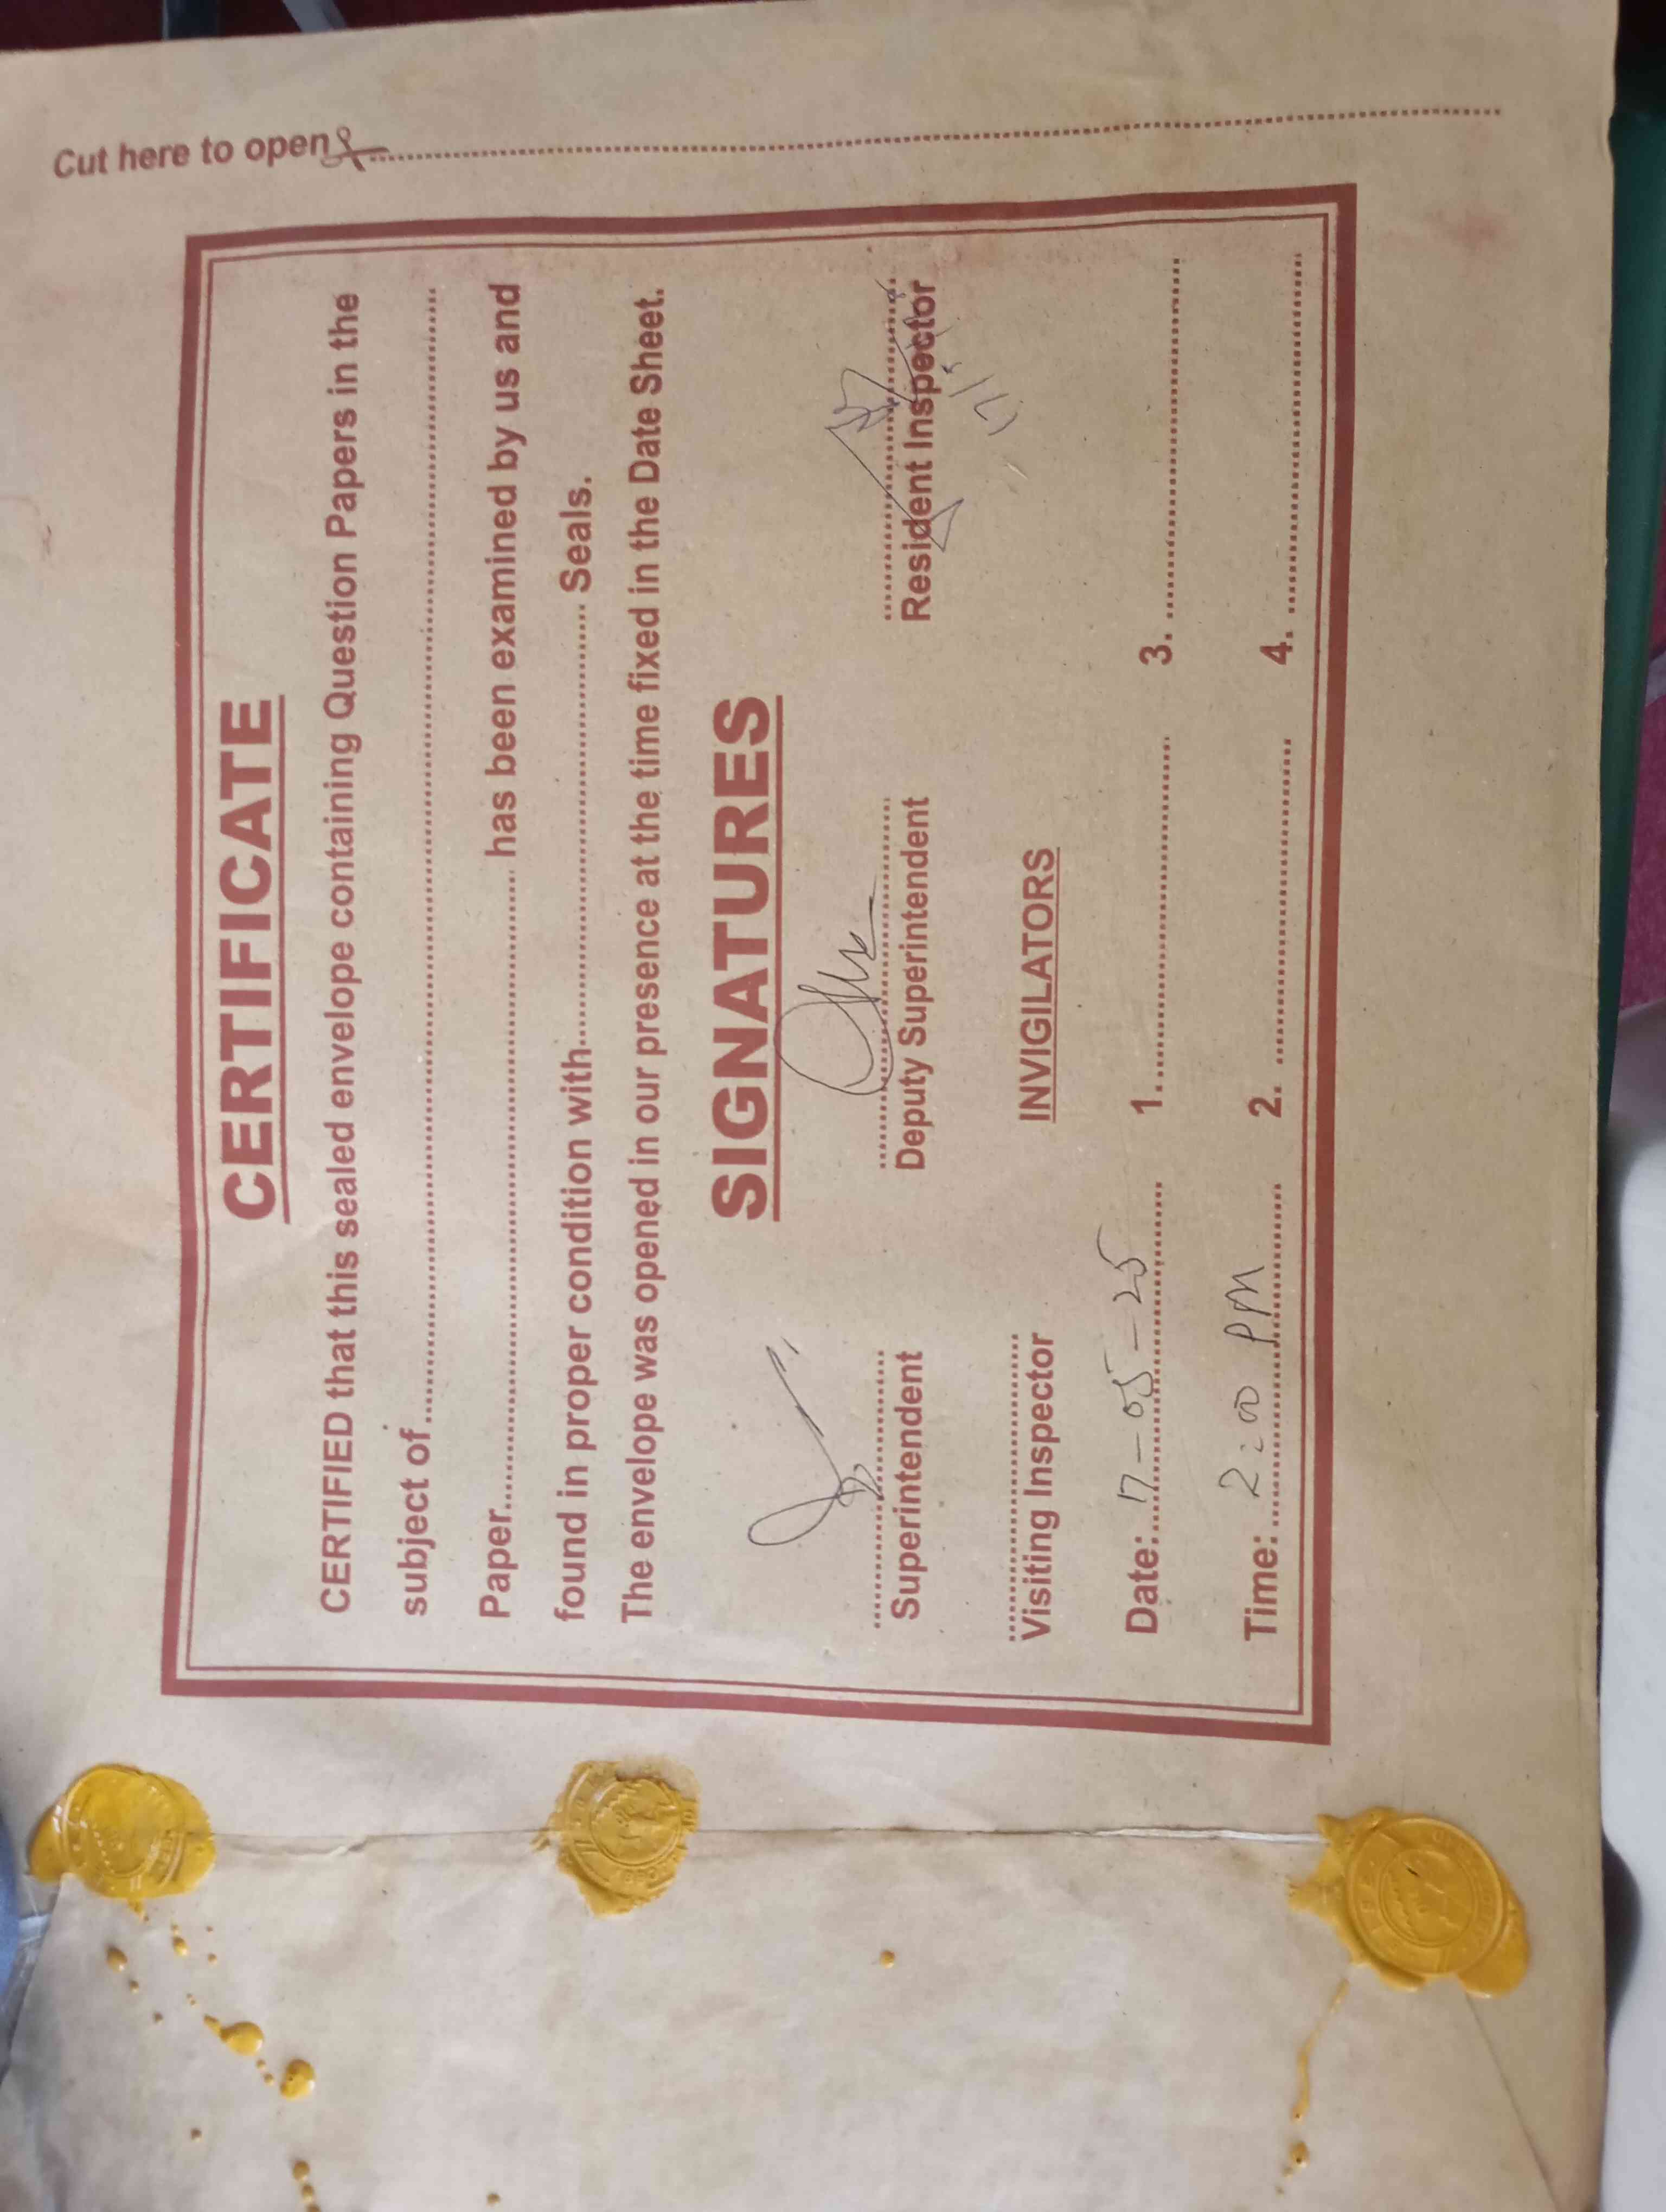 Cut here to open
CERTIFICATE
CERTIFIED that this sealed envelope containing Question Papers in the
subject of
Paper has been examined by us and
found in proper condition with Seals.
The envelope was opened in our presence at the time fixed in the Date Sheet.
SIGNATURES
Superintendent Deputy Superintendent Resident Inspector
Visiting Inspector INVIGILATORS
Date: 7-05-25 1. 3.
Time: 2:00 PM 2. 4.